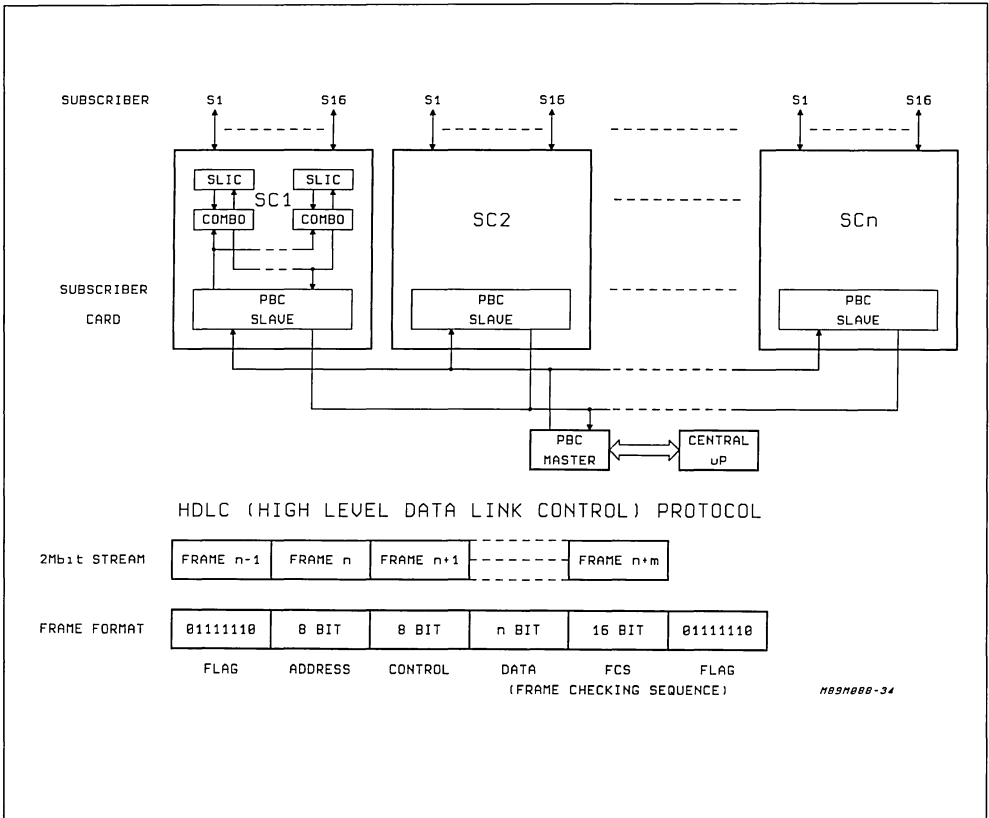 SUBSCRIBER S1 S16 S1 S16 S1 S16
SLIC SLIC
SC1
COMBO COMBO
SC2 SCn
SUBSCRIBER
CARD
PBC
SLAVE
PBC
SLAVE
PBC
SLAVE
PBC
MASTER
CENTRAL
uP
HDLC (HIGH LEVEL DATA LINK CONTROL) PROTOCOL
2Mbit STREAM FRAME n-1 FRAME n FRAME n+1 FRAME n+m
FRAME FORMAT 01111110 8 BIT 8 BIT n BIT 16 BIT 01111110
FLAG ADDRESS CONTROL DATA FCS FLAG
(FRAME CHECKING SEQUENCE)
M89M088-34